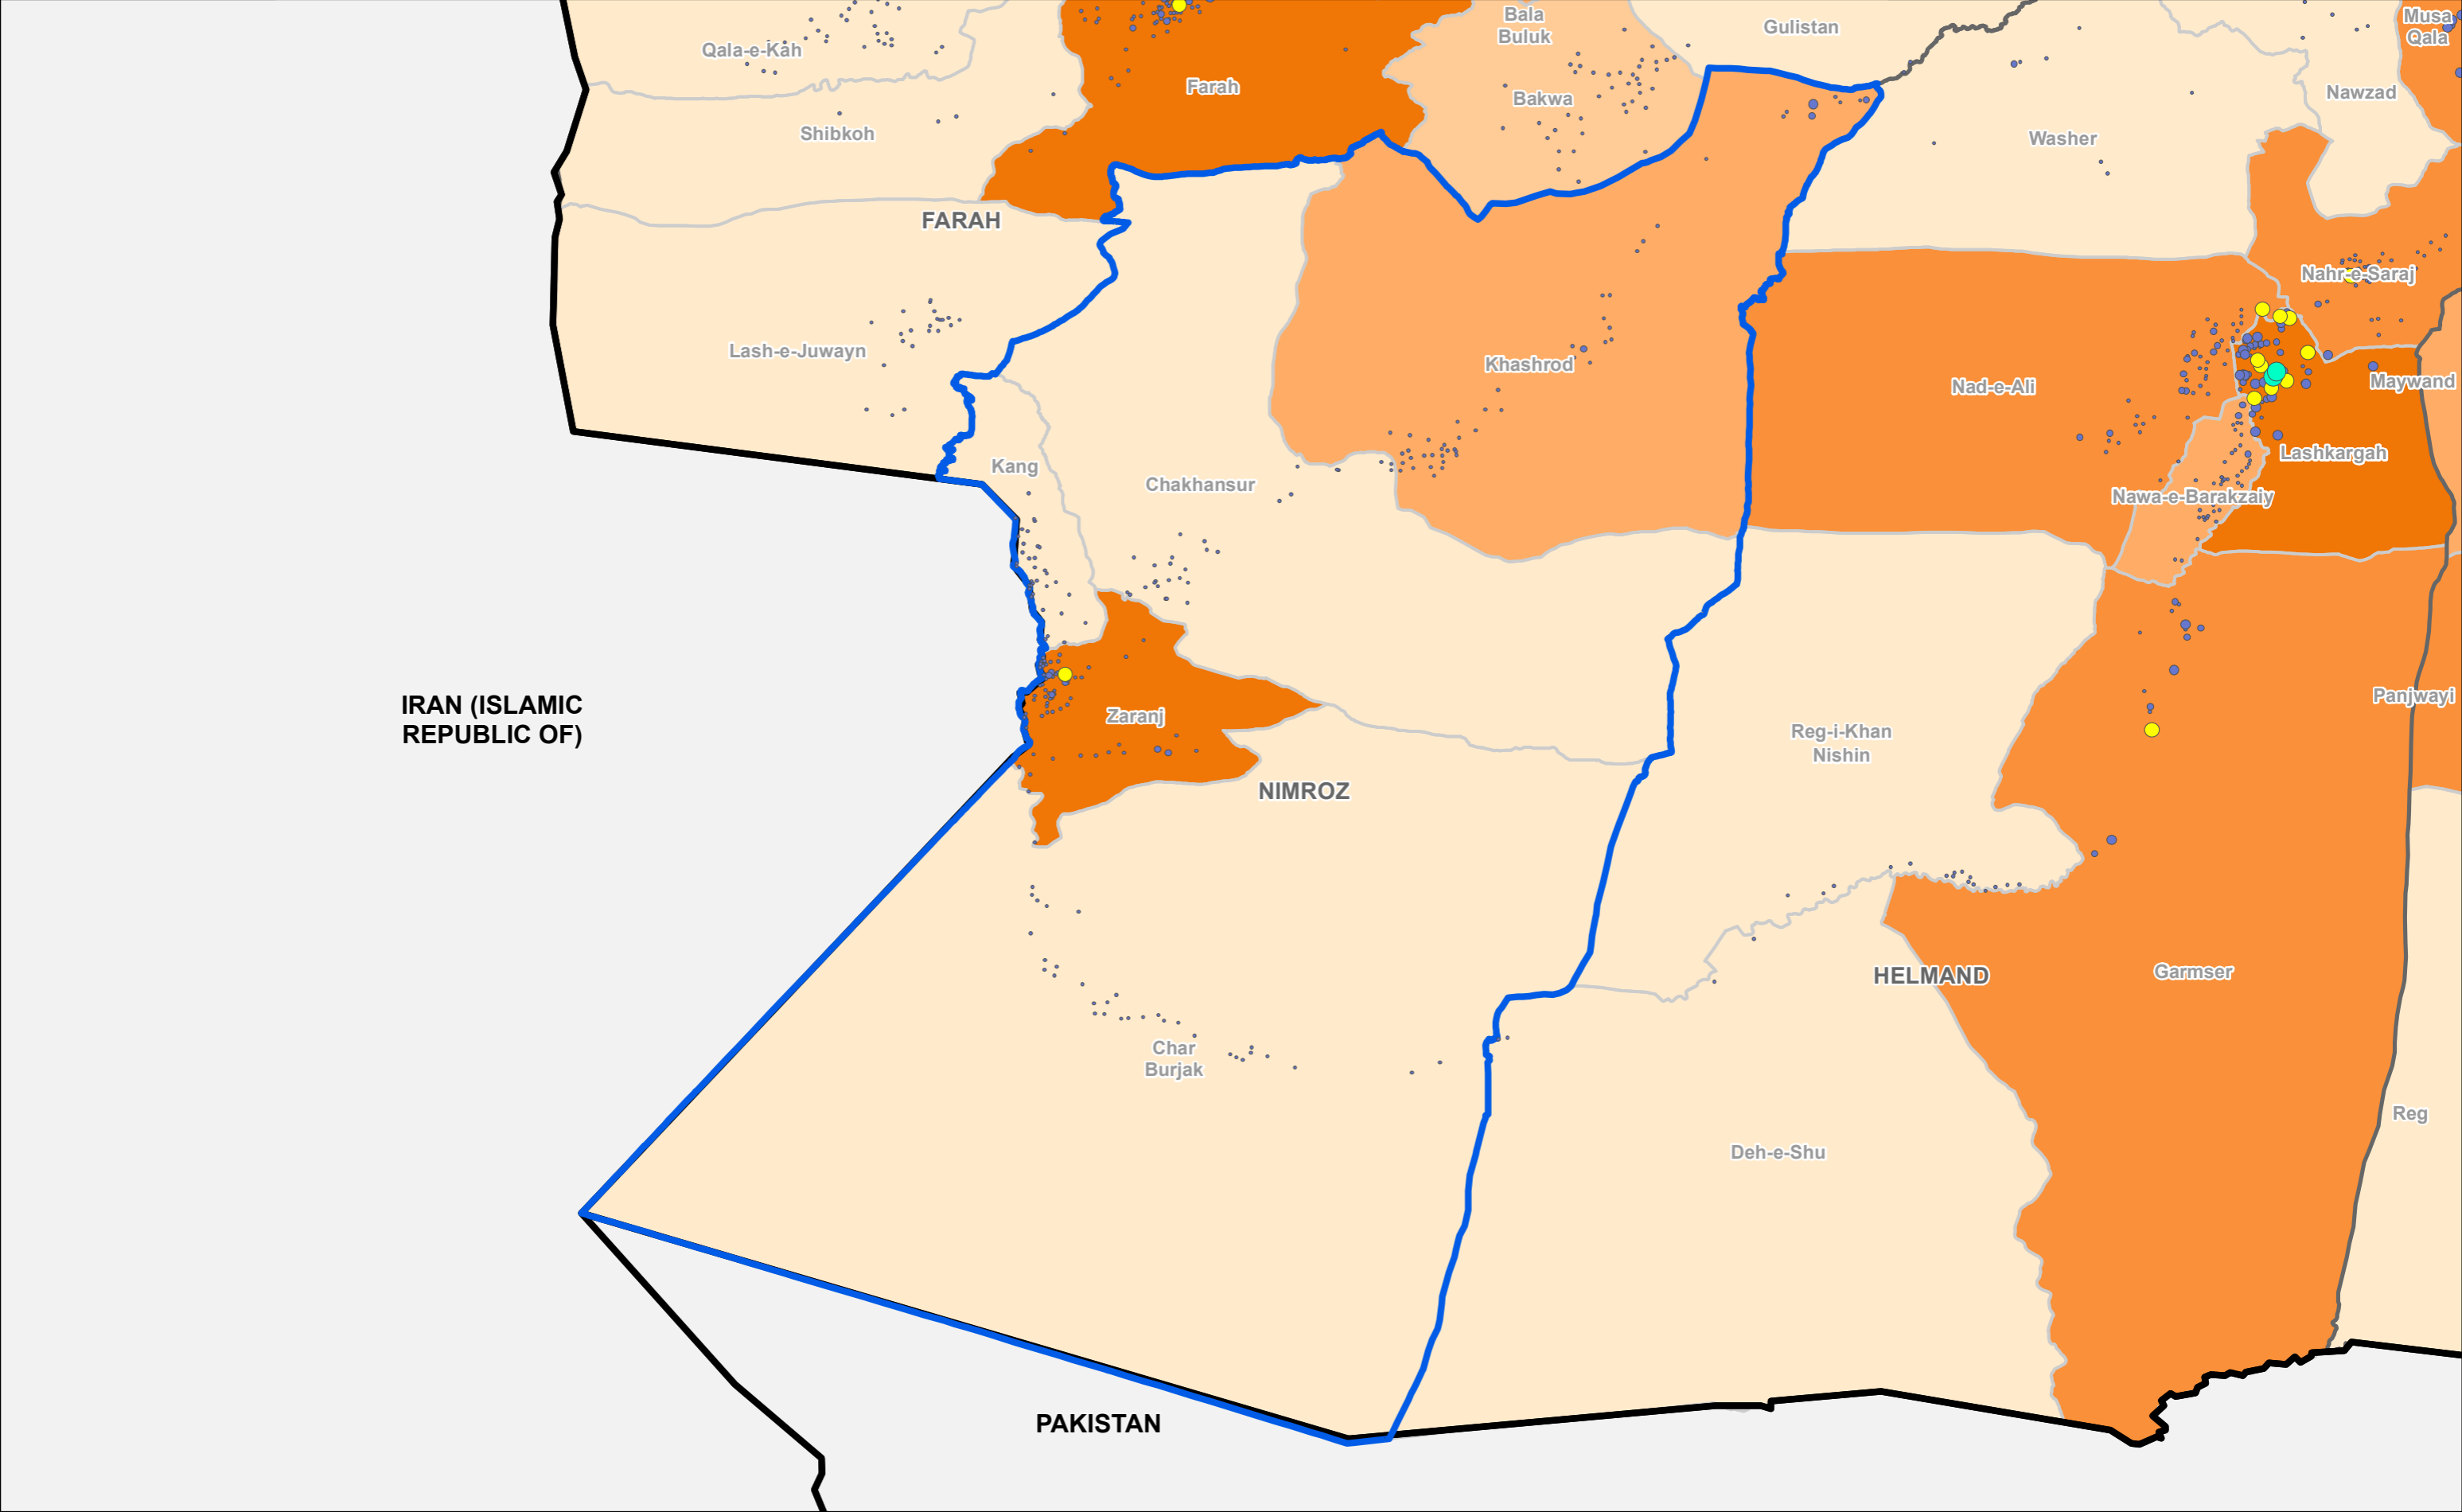 Bala
Buluk
Gulistan
Musa
Qala
Qala-e-Kah
Farah
Bakwa
Nawzad
Shibkoh
Washer
FARAH
Nahr-e-Saraj
Lash-e-Juwayn
Khashrod
Nad-e-Ali
Maywand
Lashkargah
Kang
Chakhansur
Nawa-e-Barakzaiy
IRAN (ISLAMIC
REPUBLIC OF)
Zaranj
Panjwayi
Reg-i-Khan
Nishin
NIMROZ
HELMAND
Garmser
Char
Burjak
Reg
Deh-e-Shu
PAKISTAN